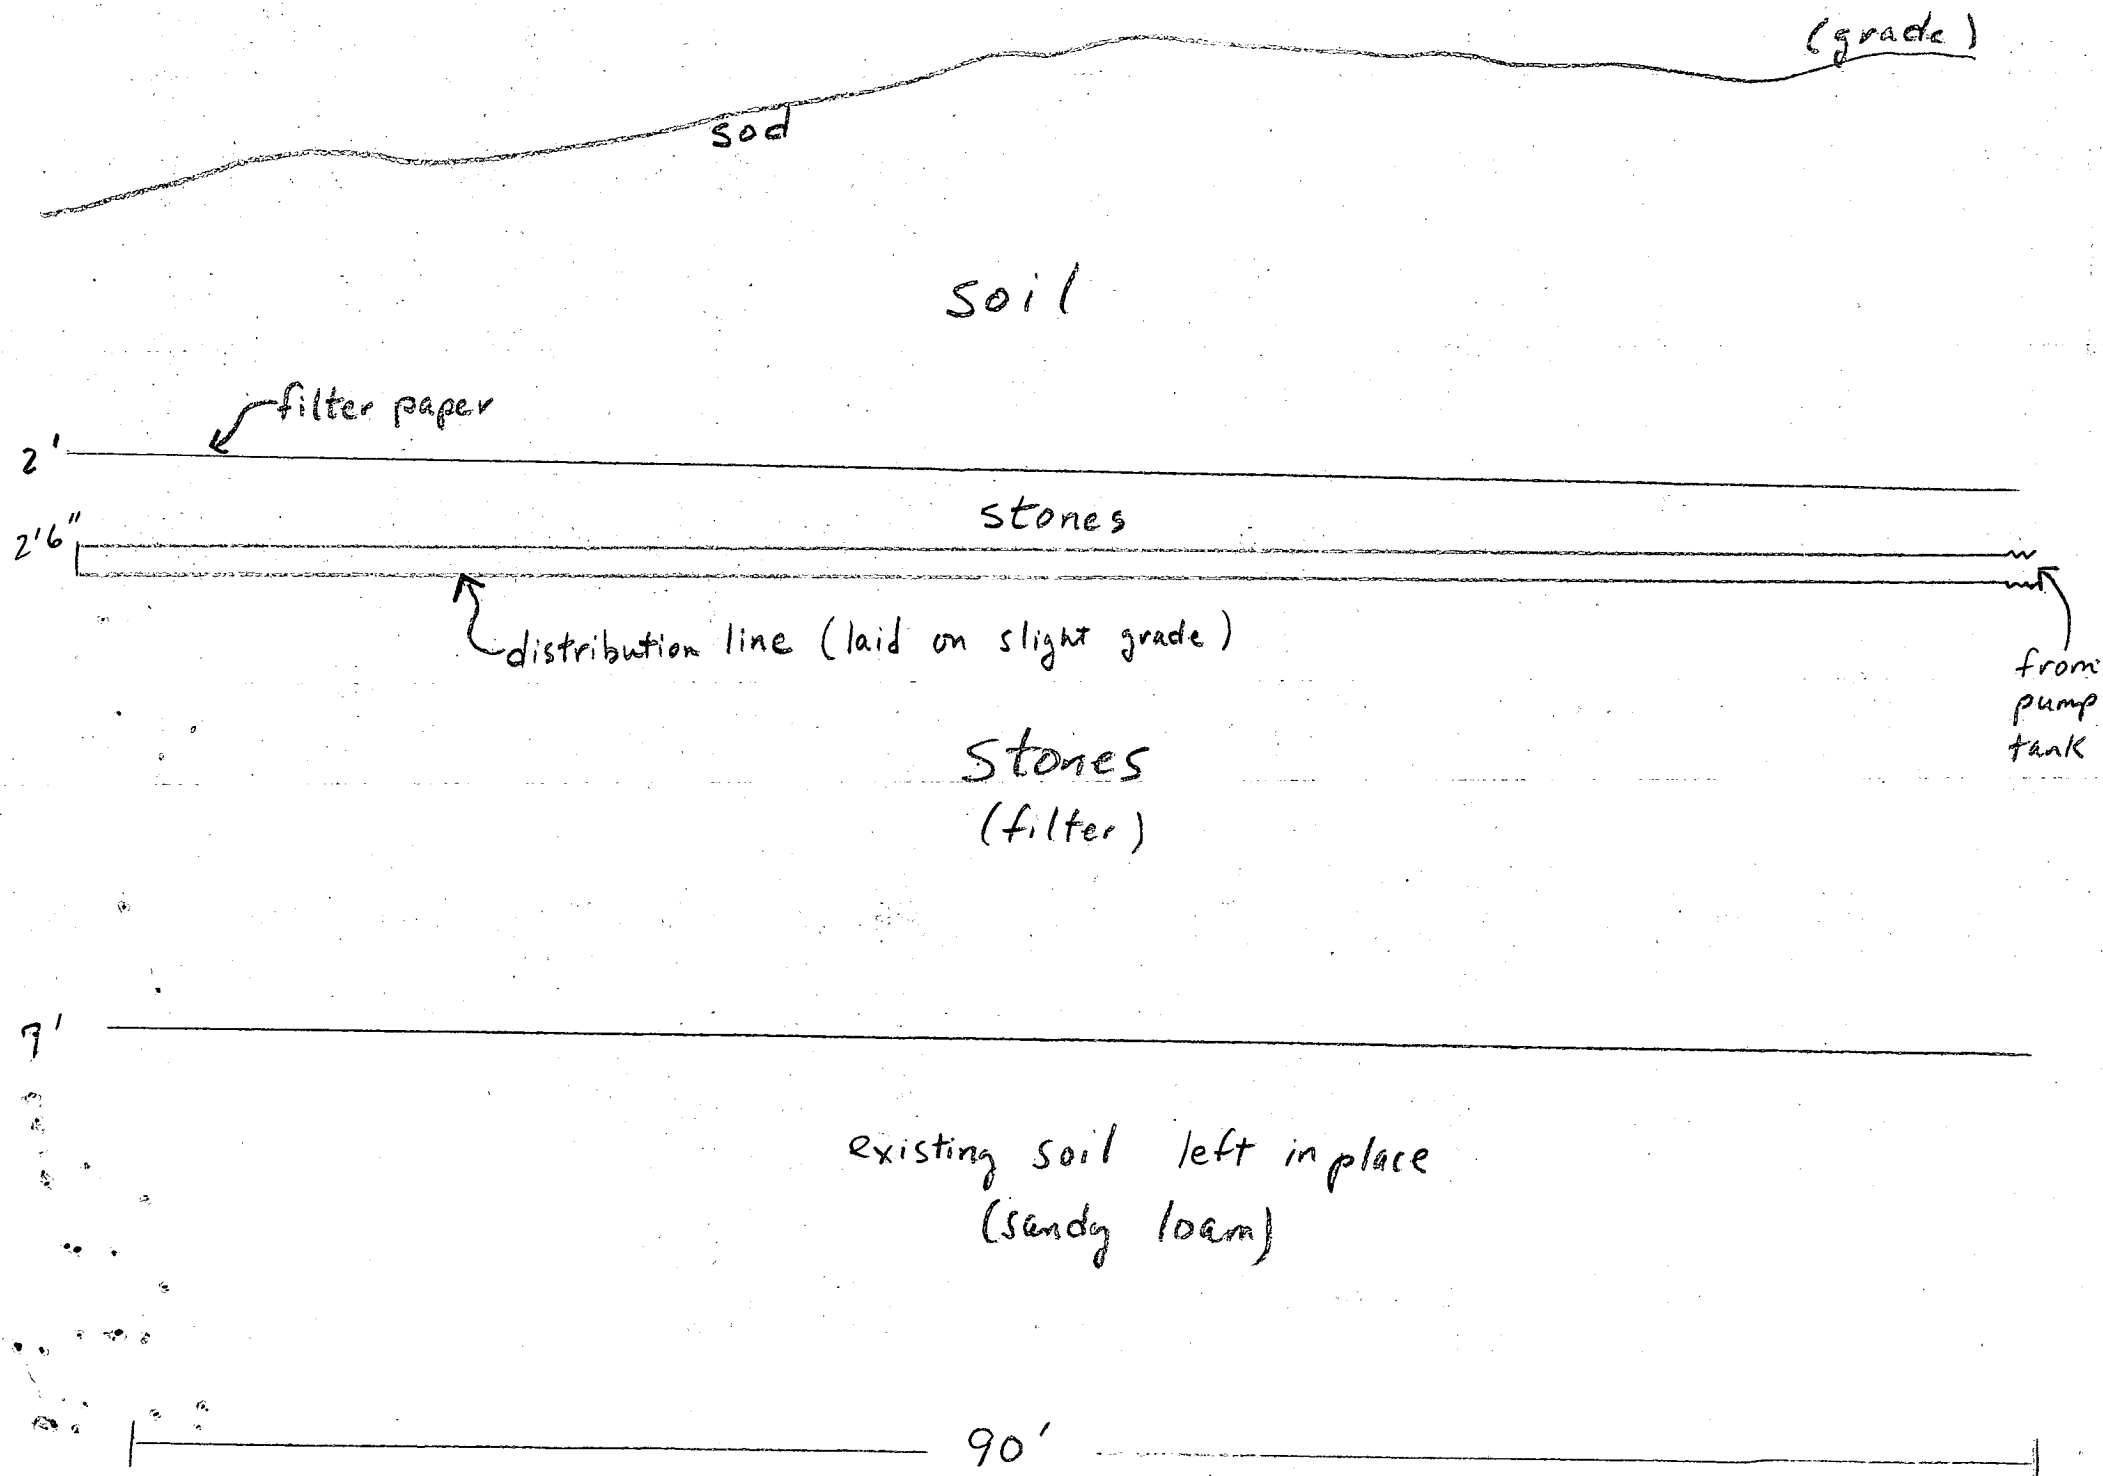 (grade)
sod
soil
filter paper
2'
stones
2'6"
distribution line (laid on slight grade)
from
pump
tank
Stones
(filter)
7'
existing soil left in place
(sandy loam)
90'